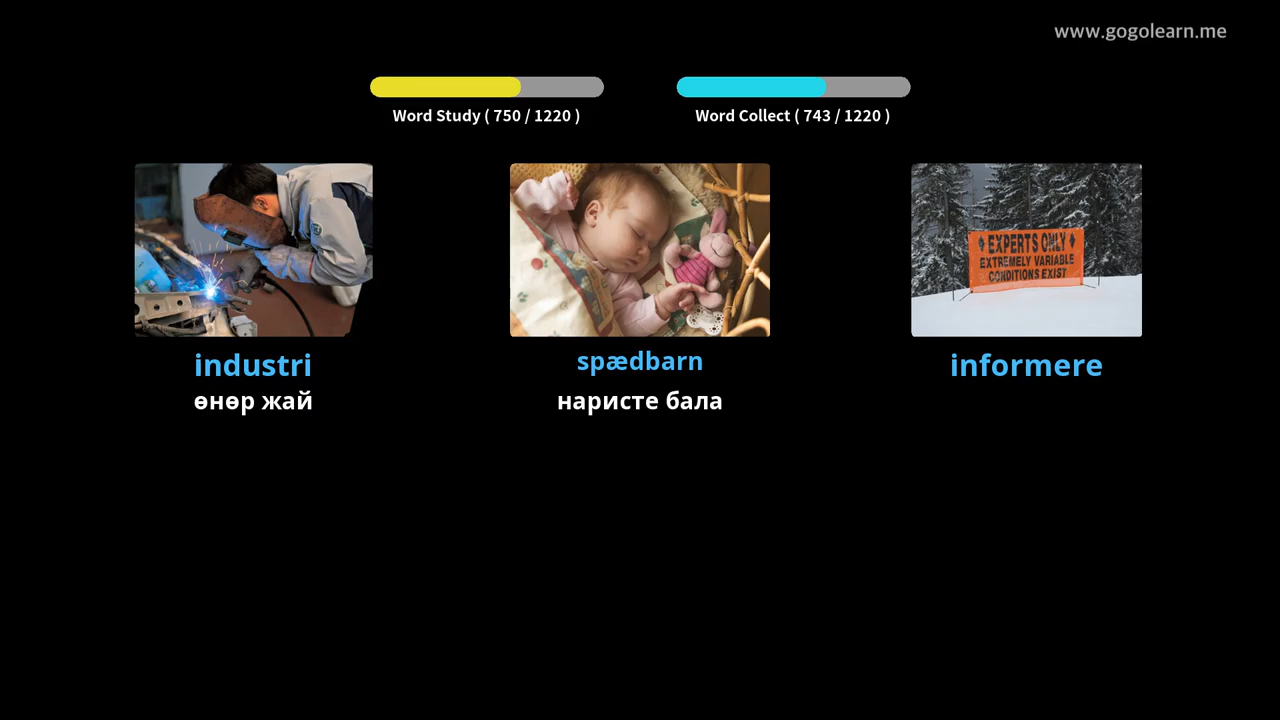 www.gogolearn.me
Word Study ( 750 / 1220 )
Word Collect ( 743 / 1220 )
EXPERTS ONLY
EXTREMELY VARIABLE
CONDITIONS EXIST
industri
өнөр жай
spædbarn
наристе бала
informere